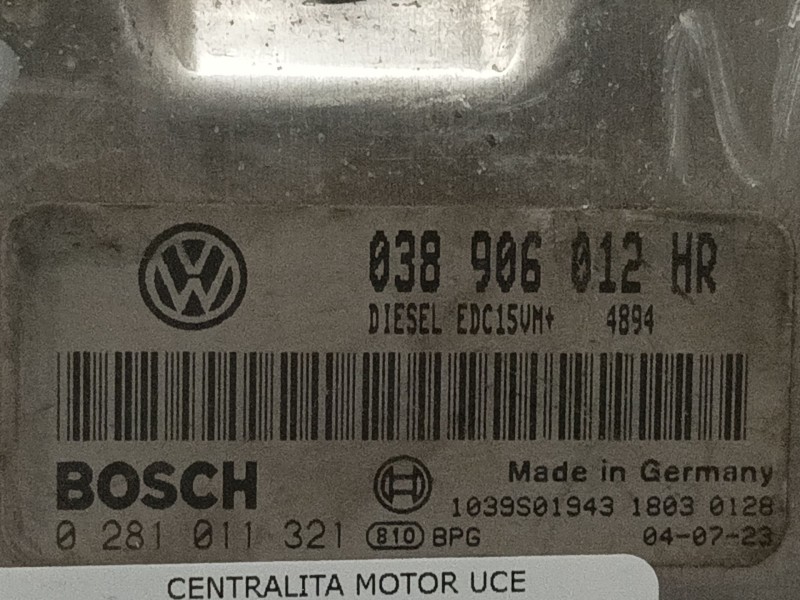 038 906 012 HR
DIESEL EDC15VM+ 4894
BOSCH
Made in Germany
1039S01943 1803 0128
0 281 011 321 810 BPG 04-07-23
CENTRALITA MOTOR UCE